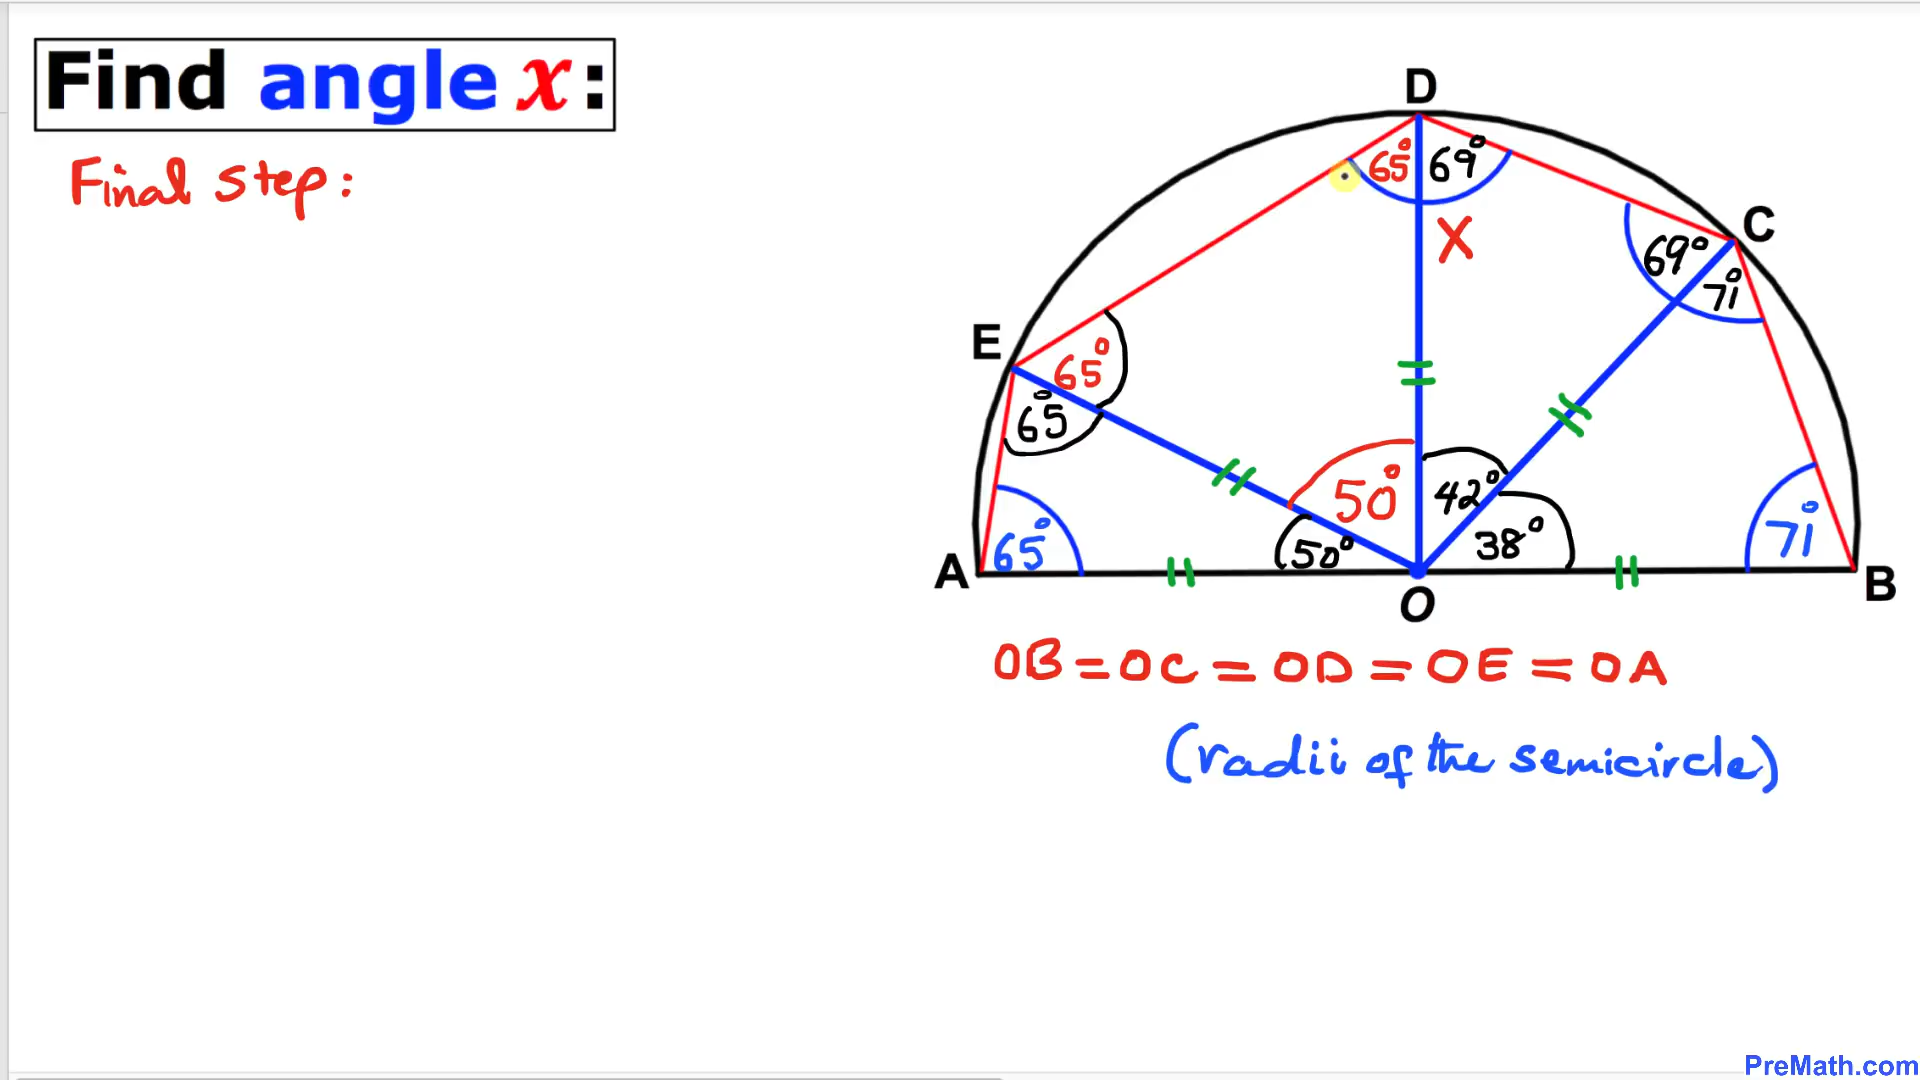 Find angle x:
Final step:
D
65° 69°
X
C
69°
71°
E
65°
65°
50°
42°
38°
50°
65°
71°
A
O
B
OB = OC = OD = OE = OA
(radii of the semicircle)
PreMath.com